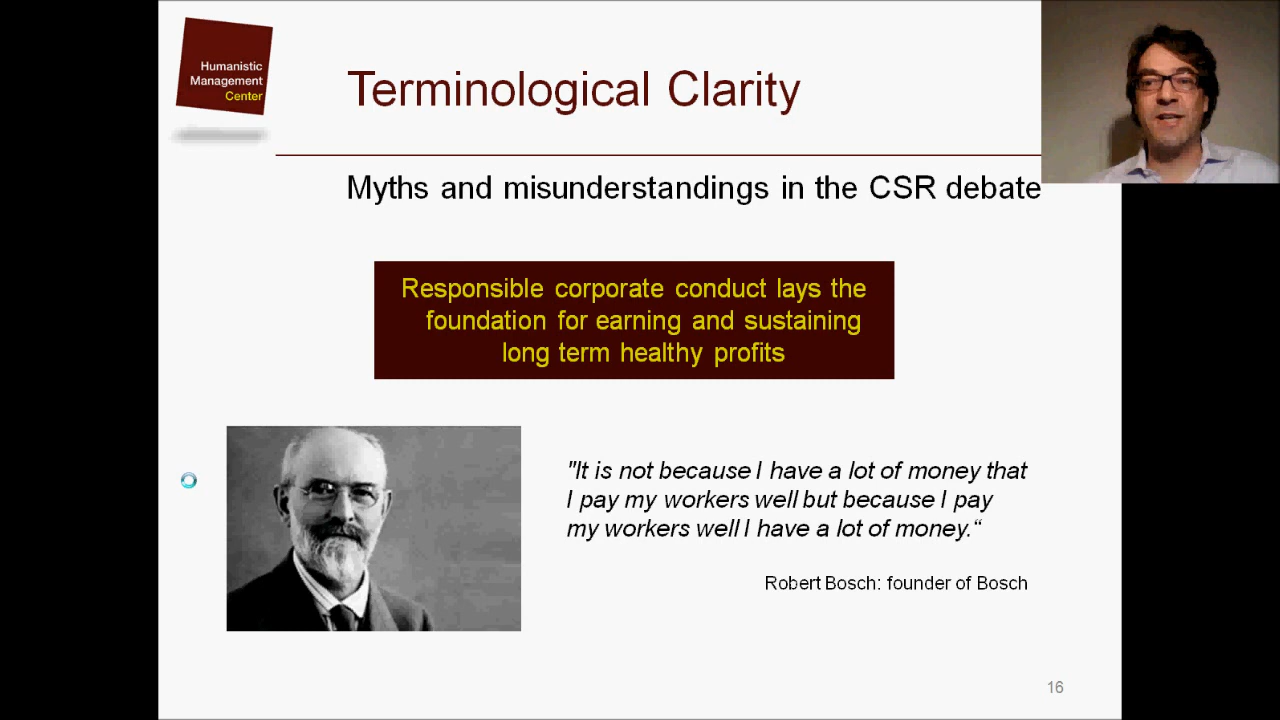 Humanistic
Management
Center
Terminological Clarity
Myths and misunderstandings in the CSR debate
Responsible corporate conduct lays the
foundation for earning and sustaining
long term healthy profits
"It is not because I have a lot of money that
I pay my workers well but because I pay
my workers well I have a lot of money.“
Robert Bosch: founder of Bosch
16